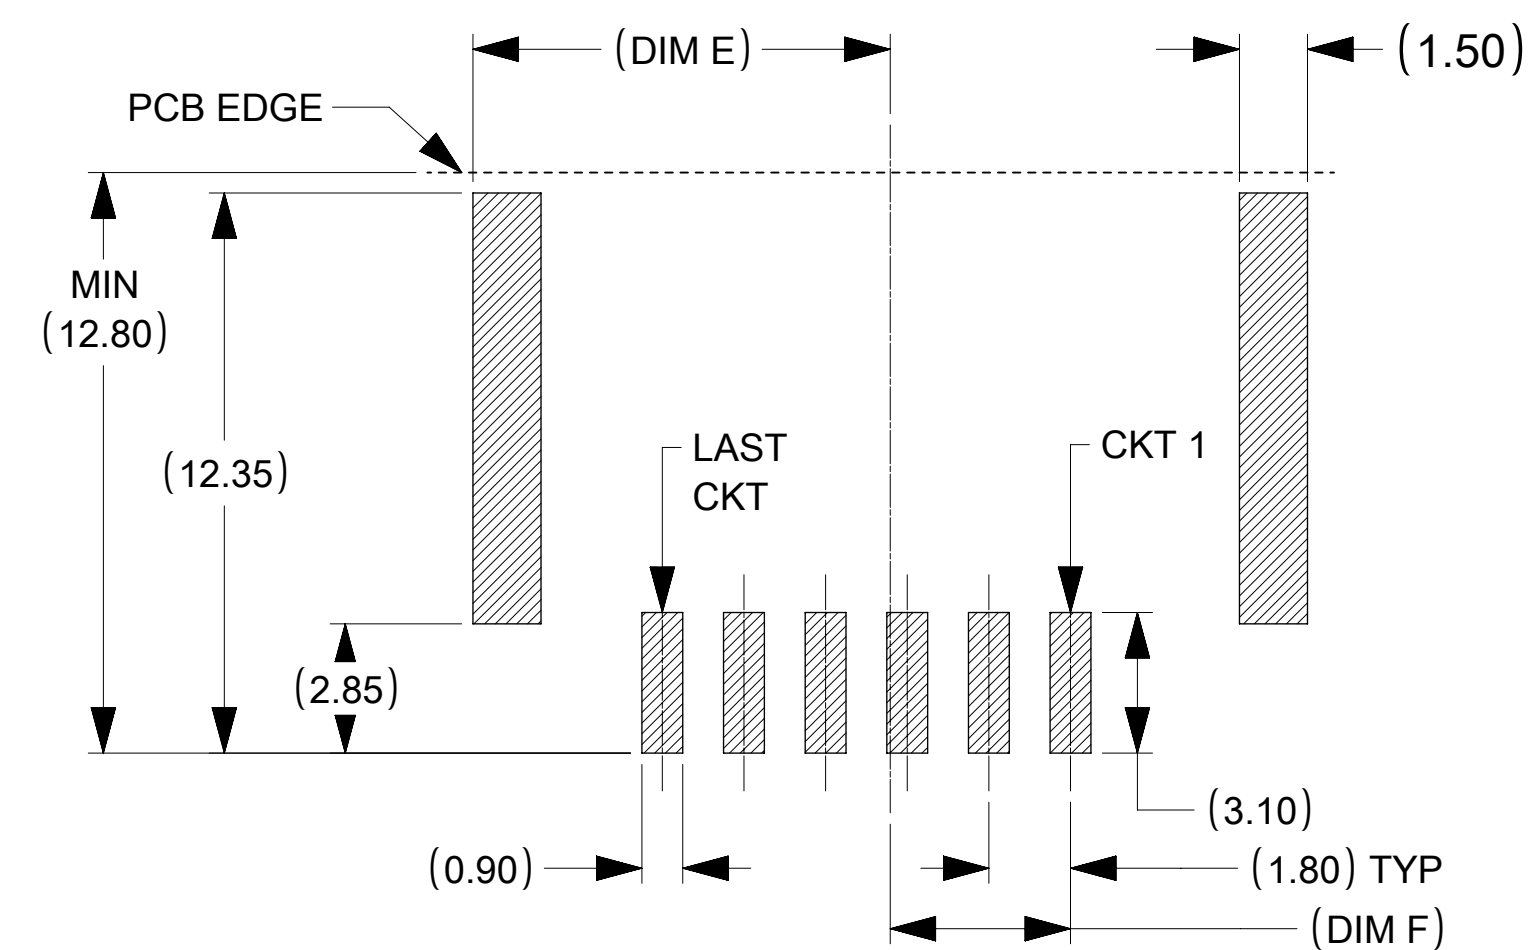 (DIM E)
(1.50)
PCB EDGE
MIN
(12.80)
(12.35)
LAST
CKT
CKT 1
(2.85)
(3.10)
(0.90)
(1.80) TYP
(DIM F)